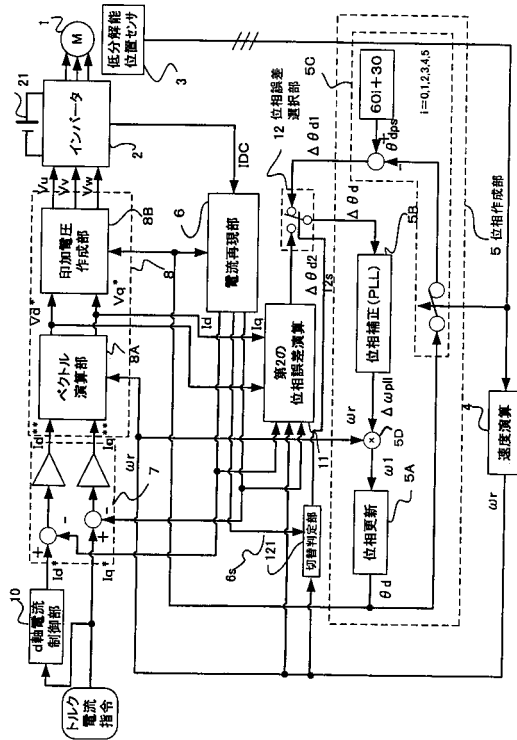 トルク
電流指令
10
d軸電流
制御部
Id*
Iq*
+
-
+
-
7
Id**
Iq**
ωr
ベクトル
演算部
8A
Vd*
Vq*
8
印加電圧
作成部
8B
Vu
Vv
Vw
21
インバータ
2
1
M
低分解能
位置センサ
3
IDC
6
電流再現部
Id
Iq
6s
121
切替判定部
11
第2の
位相誤差演算
Δθd2
12s
12 位相誤差
選択部
Δθd1
Δθd
5C
60i+30
i=0,1,2,3,4,5
+
-
θdps
5B
位相補正(PLL)
Δωpll
ωr
×
5D
ω1
5A
位相更新
θd
5 位相作成部
4
速度演算
ωr